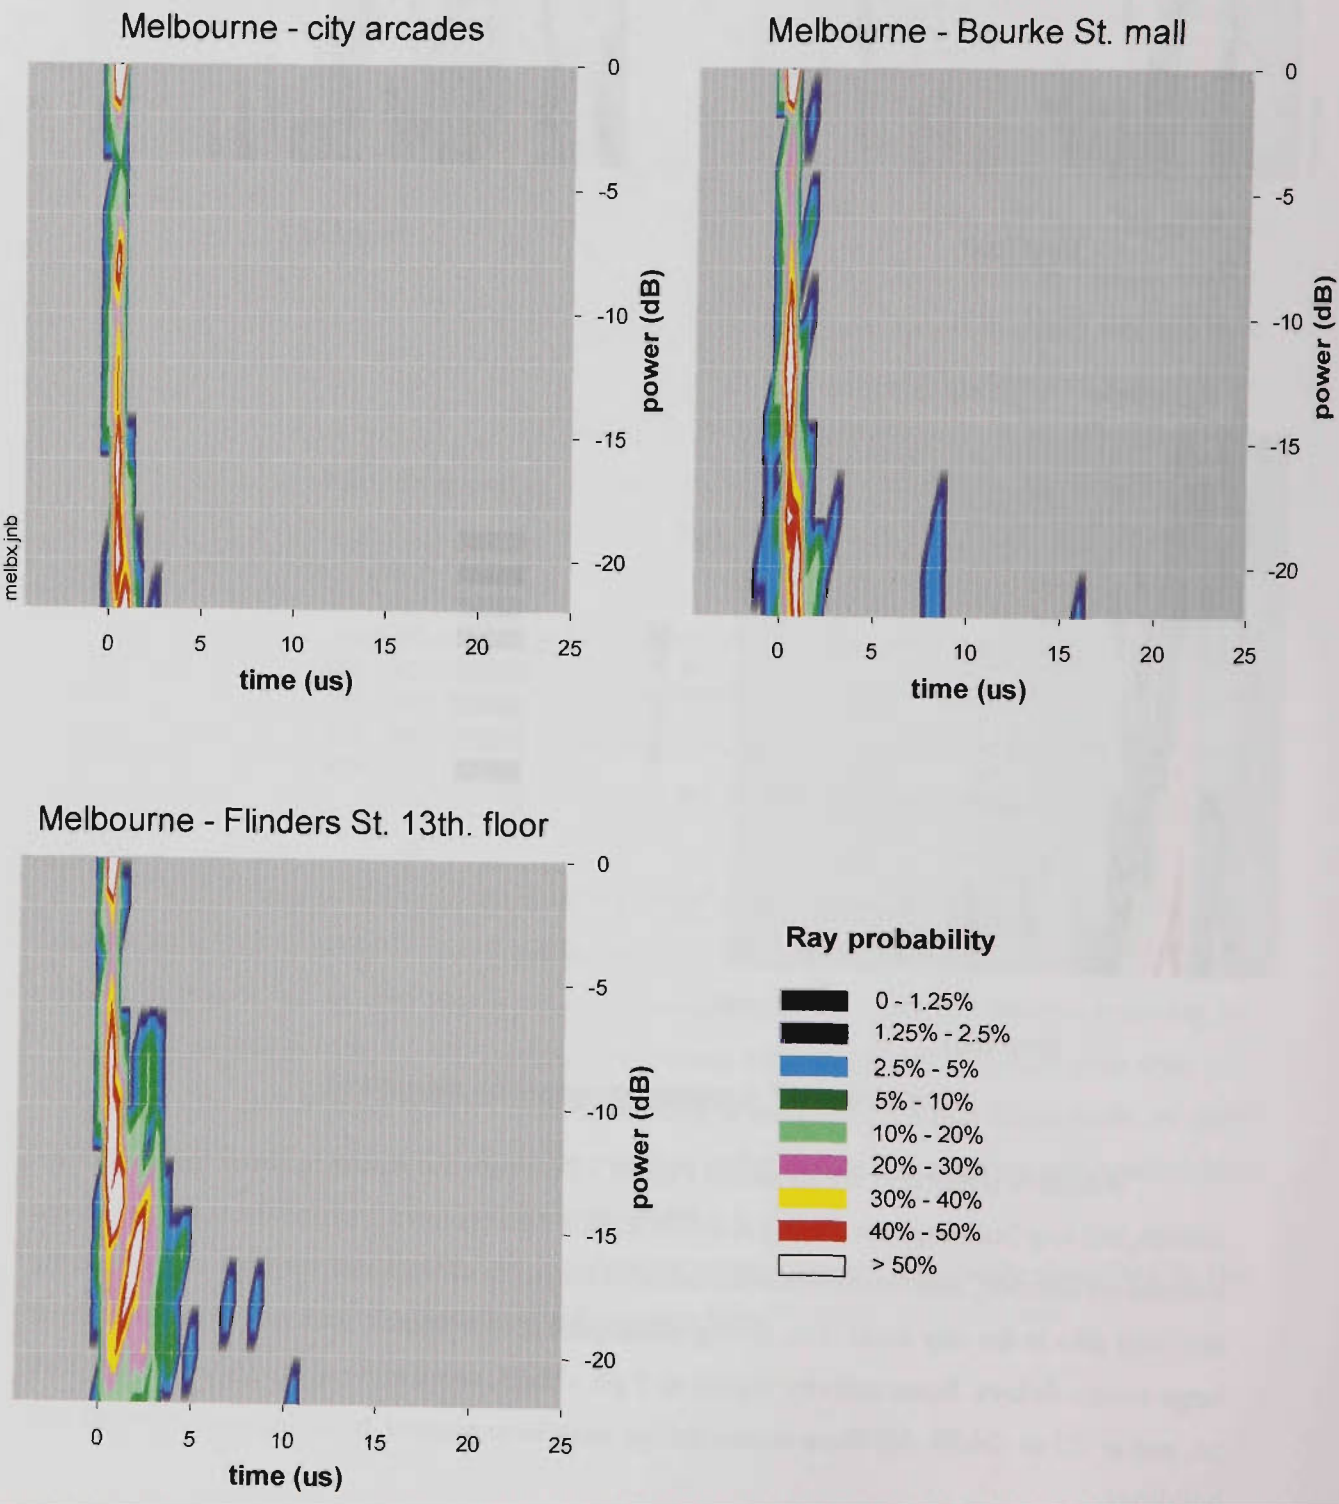 Melbourne - city arcades
0
-5
-10
-15
-20
power (dB)
0 5 10 15 20 25
time (us)
melbx.jnb
Melbourne - Bourke St. mall
0
-5
-10
-15
-20
power (dB)
0 5 10 15 20 25
time (us)
Melbourne - Flinders St. 13th. floor
0
-5
-10
-15
-20
power (dB)
0 5 10 15 20 25
time (us)
Ray probability
0 - 1.25%
1.25% - 2.5%
2.5% - 5%
5% - 10%
10% - 20%
20% - 30%
30% - 40%
40% - 50%
> 50%